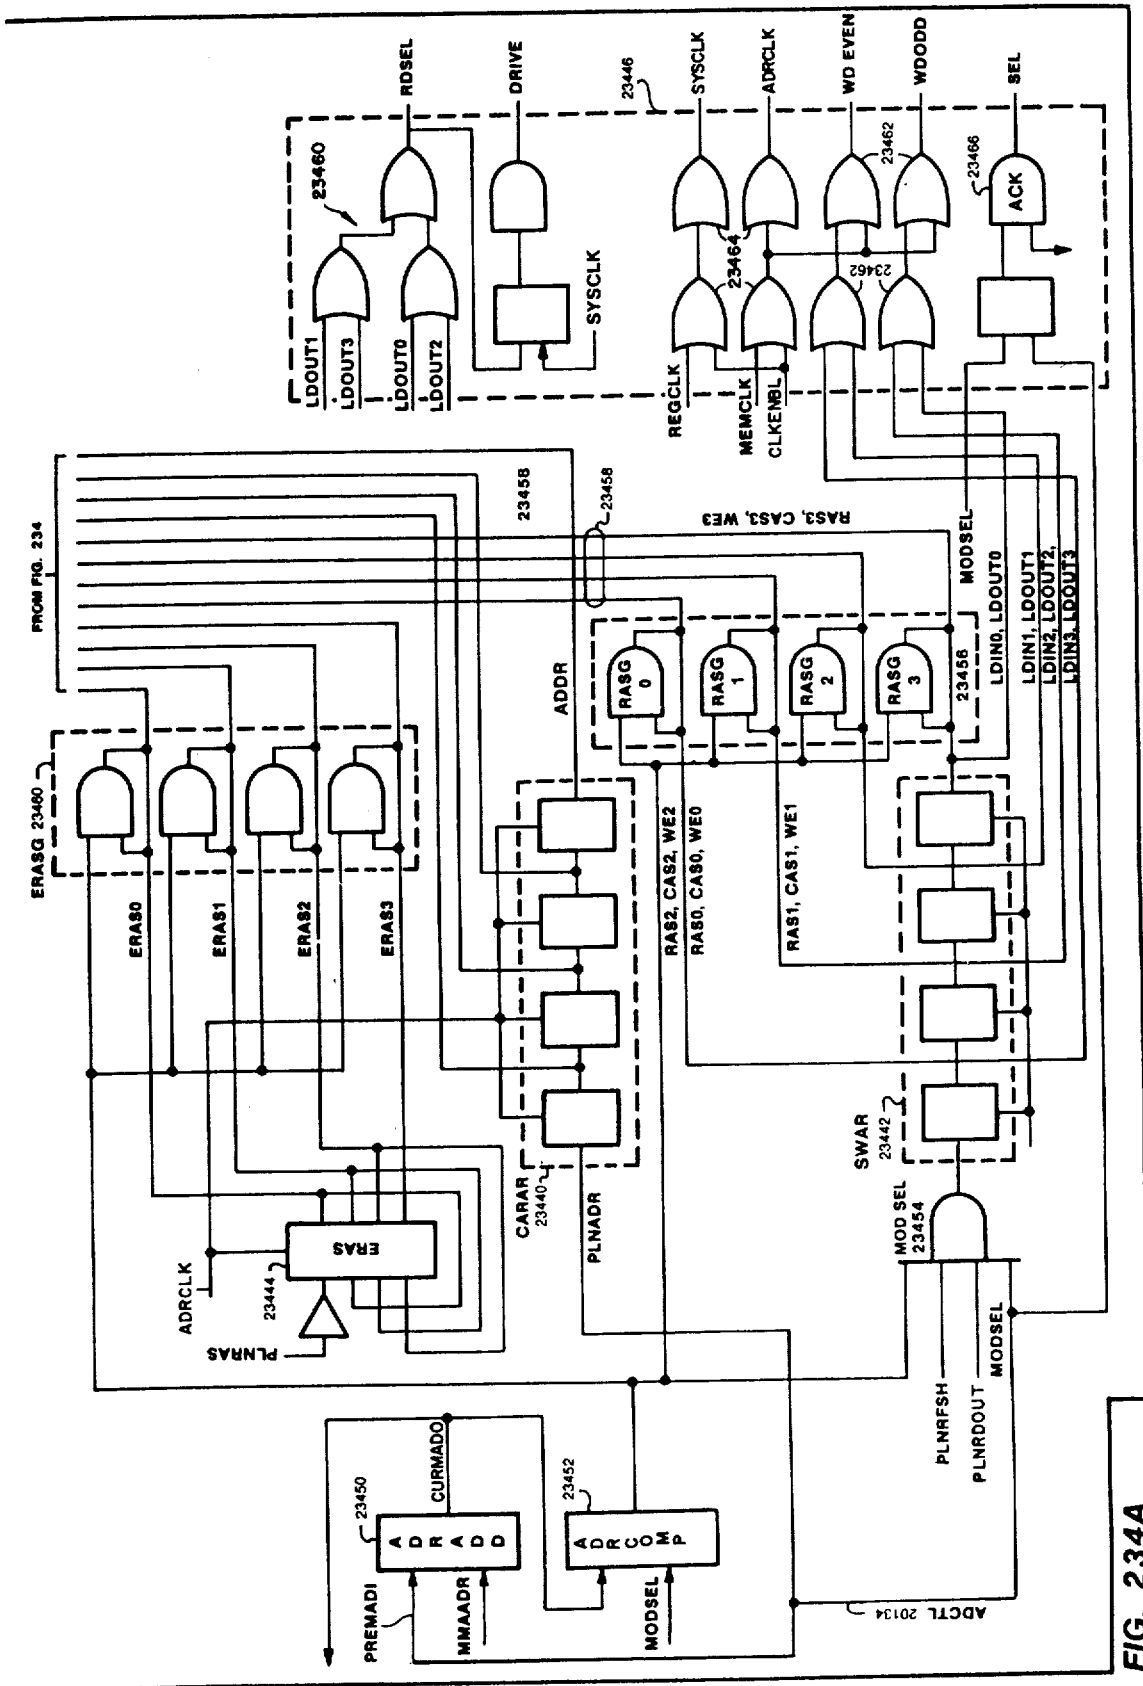 FROM FIG. 234
RDSEL
DRIVE
SYSCLK
ADRCLK
WD EVEN
WDODD
SEL
23446
23460
LDOUT1
LDOUT3
LDOUT0
LDOUT2
SYSCLK
23464
23464
23462
23462
23466
ACK
REGCLK
MEMCLK
CLKENBL
MODSEL
23458
23458
RAS3, CAS3, WE3
LDIN0, LDOUT0
LDIN1, LDOUT1
LDIN2, LDOUT2,
LDIN3, LDOUT3
ERASG 23480
ERAS0
ERAS1
ERAS2
ERAS3
ADDR
RASG 0
RASG 1
RASG 2
RASG 3
23456
RAS2, CAS2, WE2
RAS0, CAS0, WE0
RAS1, CAS1, WE1
ADRCLK
23444
ERAS
PLNRAS
CARAR
23440
PLNADR
SWAR
23442
MOD SEL
23454
PLNRFSH
PLNRDOUT
MODSEL
CURMADO
23450
ADRADD
PREMADI
MMAADR
23452
ADRCOMP
MODSEL
ADCTL 20134
FIG. 234A